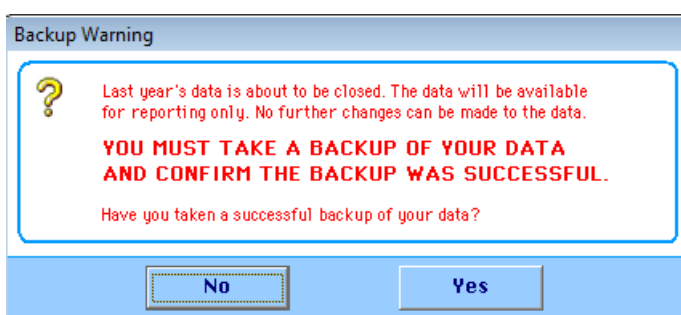 Backup Warning
Last year's data is about to be closed. The data will be available
for reporting only. No further changes can be made to the data.
YOU MUST TAKE A BACKUP OF YOUR DATA
AND CONFIRM THE BACKUP WAS SUCCESSFUL.
Have you taken a successful backup of your data?
No Yes